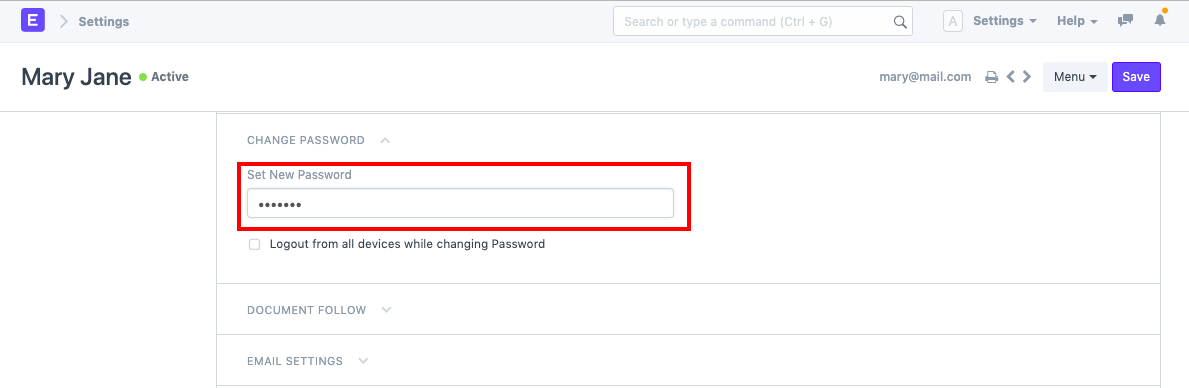 E Settings Search or type a command (Ctrl + G) A Settings Help
Mary Jane Active mary@mail.com Menu Save
CHANGE PASSWORD
Set New Password
•••••••
Logout from all devices while changing Password
DOCUMENT FOLLOW
EMAIL SETTINGS